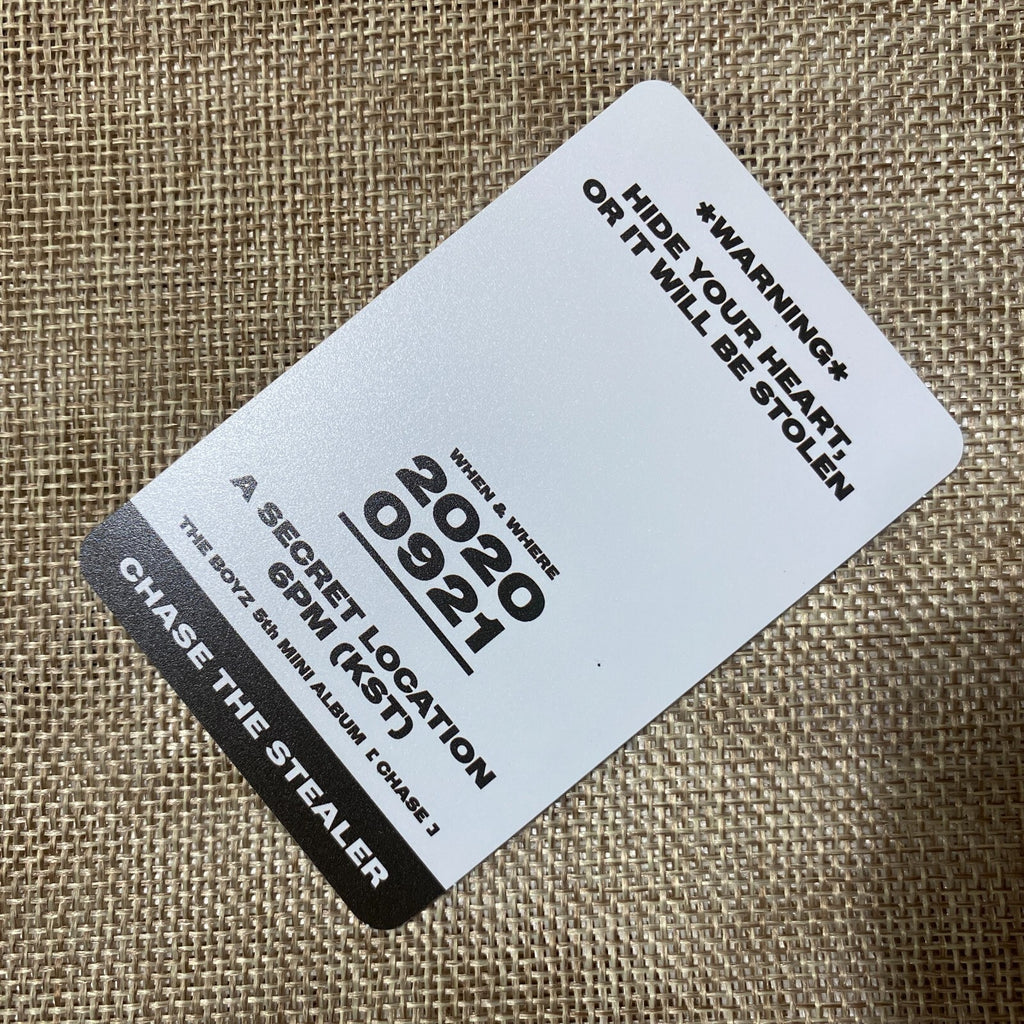 *WARNING*
HIDE YOUR HEART,
OR IT WILL BE STOLEN
WHEN & WHERE
2020
0921
A SECRET LOCATION
6PM (KST)
THE BOYZ 5th MINI ALBUM [ CHASE ]
CHASE THE STEALER